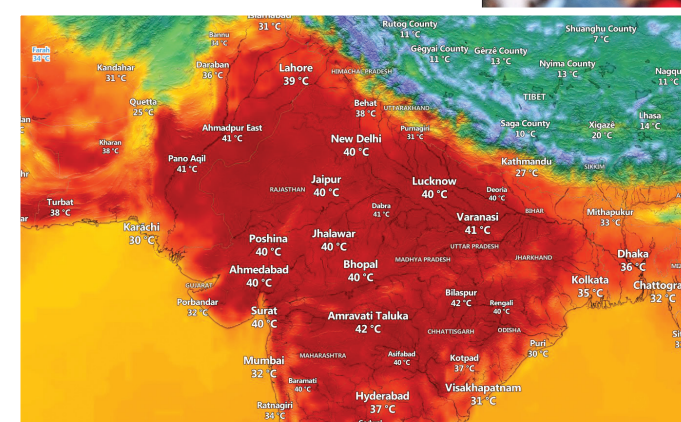 Islamabad
31 °C
Rutog County
11 °C
Shuanghu County
7 °C
Bannu
34 °C
Farah
34 °C
Gegyai County
11 °C
Gerze County
13 °C
Nyima County
13 °C
Nagqu
11 °C
Kandahar
31 °C
Daraban
36 °C
Lahore
39 °C
HIMACHAL PRADESH
Quetta
25 °C
TIBET
Behat
38 °C
UTTARAKHAND
Saga County
10 °C
Xigazê
20 °C
Lhasa
14 °C
Kharan
38 °C
Ahmadpur East
41 °C
New Delhi
40 °C
Purnagiri
31 °C
Pano Aqil
41 °C
Kathmandu
27 °C
SIKKIM
Turbat
38 °C
RAJASTHAN
Jaipur
40 °C
Lucknow
40 °C
Deoria
40 °C
Dabra
41 °C
Varanasi
41 °C
BIHAR
Mithapukur
33 °C
Karachi
30 °C
Poshina
40 °C
Jhalawar
40 °C
UTTAR PRADESH
Dhaka
36 °C
Ahmedabad
40 °C
Bhopal
40 °C
MADHYA PRADESH
JHARKHAND
GUJARAT
Kolkata
35 °C
Chattogra
32 °C
Porbandar
32 °C
Surat
40 °C
Bilaspur
42 °C
Rengali
40 °C
Amravati Taluka
42 °C
CHHATTISGARH
ODISHA
Puri
30 °C
Mumbai
32 °C
MAHARASHTRA
Asifabad
40 °C
Kotpad
37 °C
Baramati
40 °C
Visakhapatnam
31 °C
Hyderabad
37 °C
Ratnagiri
34 °C